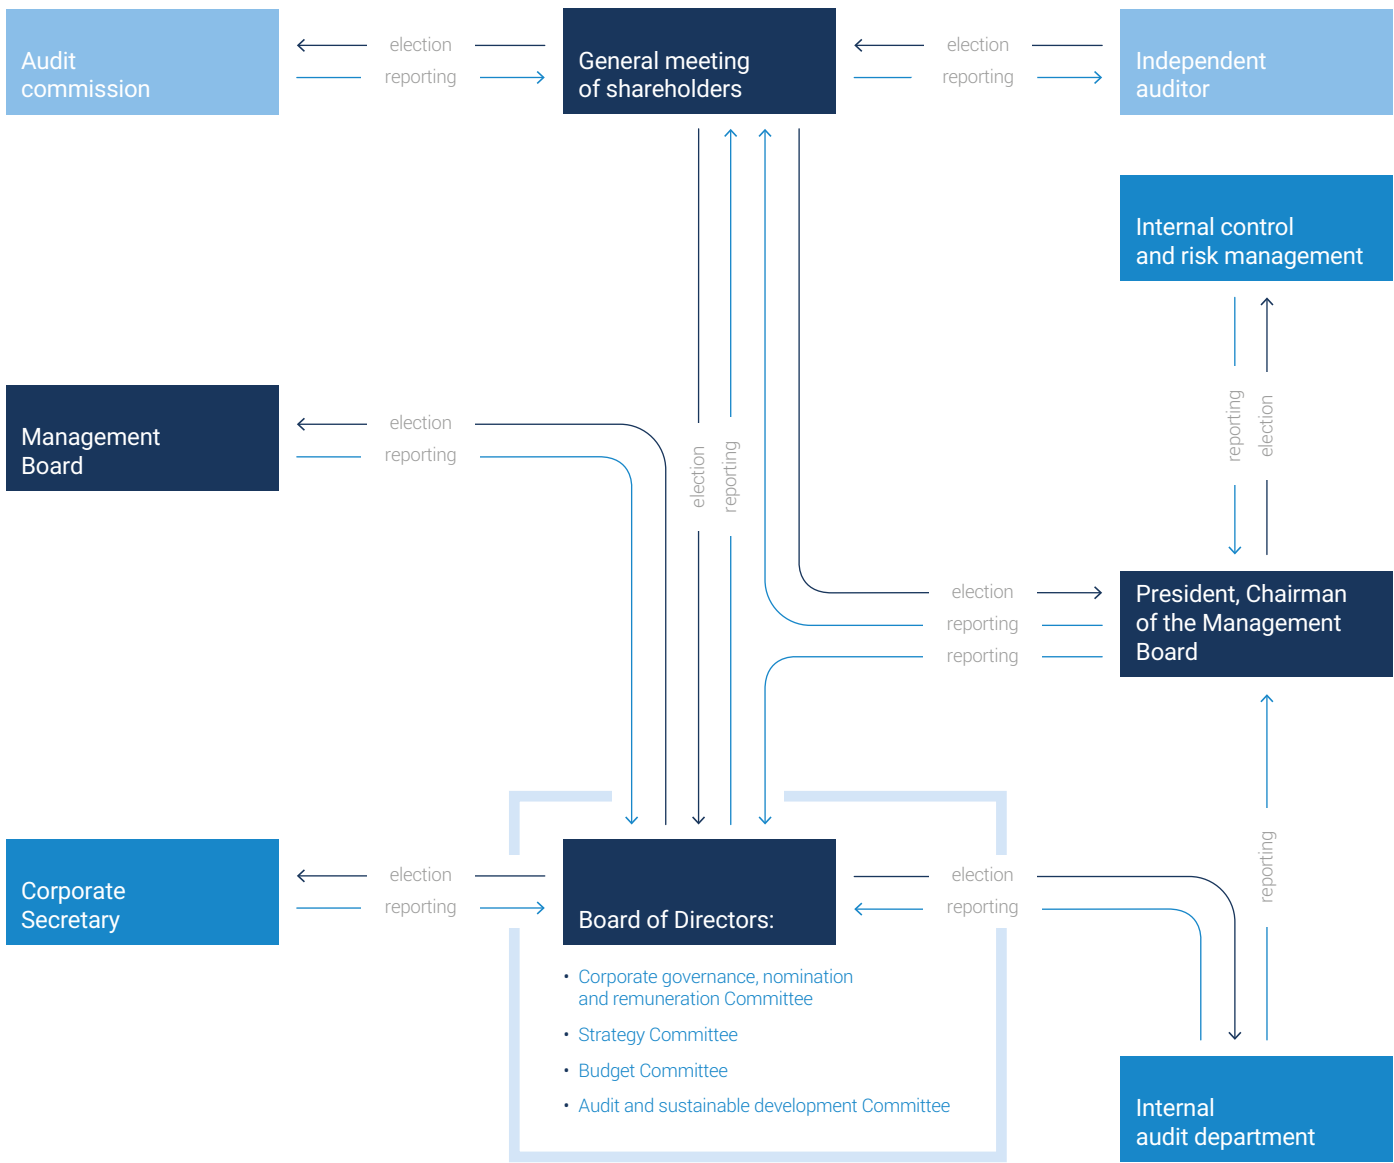 Audit
commission
election
reporting
General meeting
of shareholders
election
reporting
Independent
auditor
Internal control
and risk management
reporting
election
Management
Board
election
reporting
election
reporting
election
reporting
reporting
President, Chairman
of the Management
Board
Corporate
Secretary
election
reporting
Board of Directors:
• Corporate governance, nomination
and remuneration Committee
• Strategy Committee
• Budget Committee
• Audit and sustainable development Committee
election
reporting
reporting
Internal
audit department